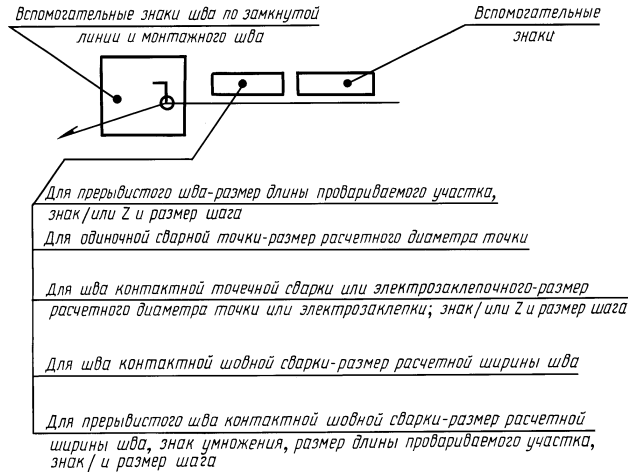 Вспомогательные знаки шва по замкнутой
линии и монтажного шва
Вспомогательные
знаки
Для прерывистого шва-размер длины провариваемого участка,
знак/или Z и размер шага
Для одиночной сварной точки-размер расчетного диаметра точки
Для шва контактной точечной сварки или электрозаклепочного-размер
расчетного диаметра точки или электрозаклепки; знак/или Z и размер шага
Для шва контактной шовной сварки-размер расчетной ширины шва
Для прерывистого шва контактной шовной сварки-размер расчетной
ширины шва, знак умножения, размер длины провариваемого участка,
знак/ и размер шага